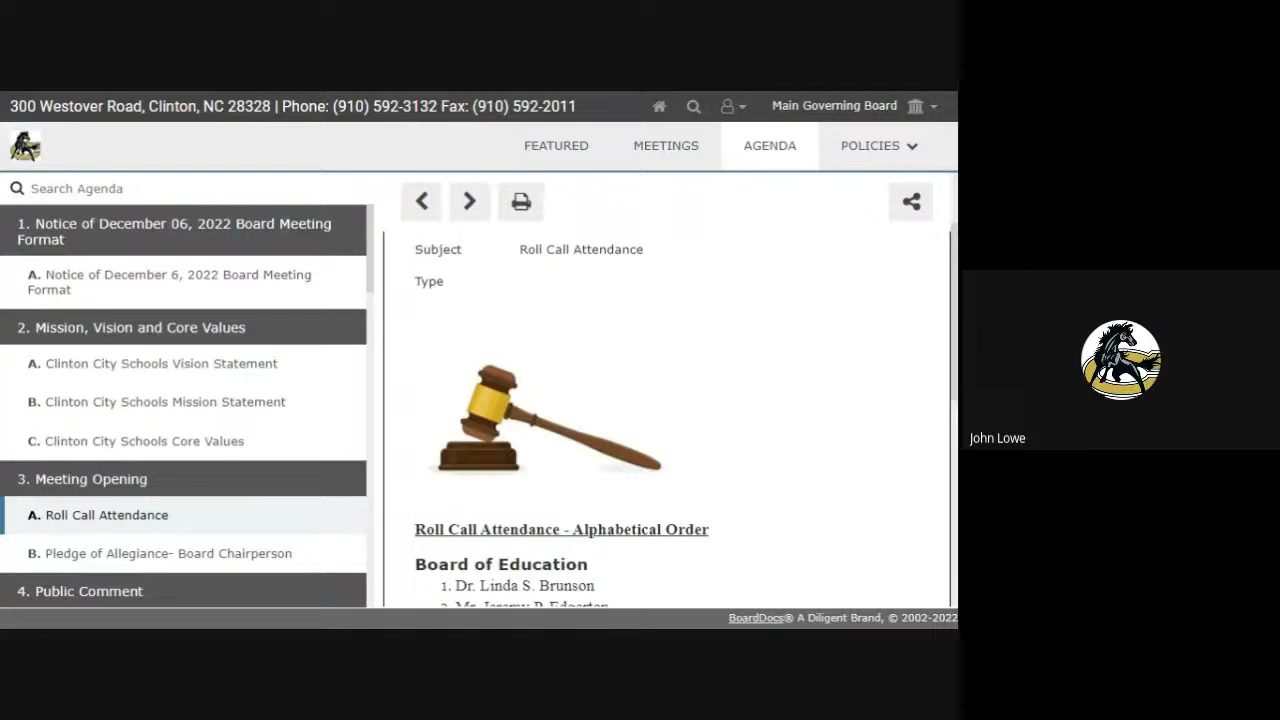 300 Westover Road, Clinton, NC 28328 | Phone: (910) 592-3132 Fax: (910) 592-2011
Main Governing Board
FEATURED
MEETINGS
AGENDA
POLICIES
Search Agenda
1. Notice of December 06, 2022 Board Meeting
Format
A. Notice of December 6, 2022 Board Meeting
Format
2. Mission, Vision and Core Values
A. Clinton City Schools Vision Statement
B. Clinton City Schools Mission Statement
C. Clinton City Schools Core Values
3. Meeting Opening
A. Roll Call Attendance
B. Pledge of Allegiance- Board Chairperson
4. Public Comment
Subject
Roll Call Attendance
Type
Roll Call Attendance - Alphabetical Order
Board of Education
1. Dr. Linda S. Brunson
2. Mr. Jeremy P. Edgerton
BoardDocs® A Diligent Brand, © 2002-2022
John Lowe